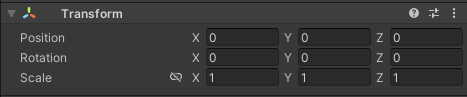 Transform
Position X 0 Y 0 Z 0
Rotation X 0 Y 0 Z 0
Scale X 1 Y 1 Z 1